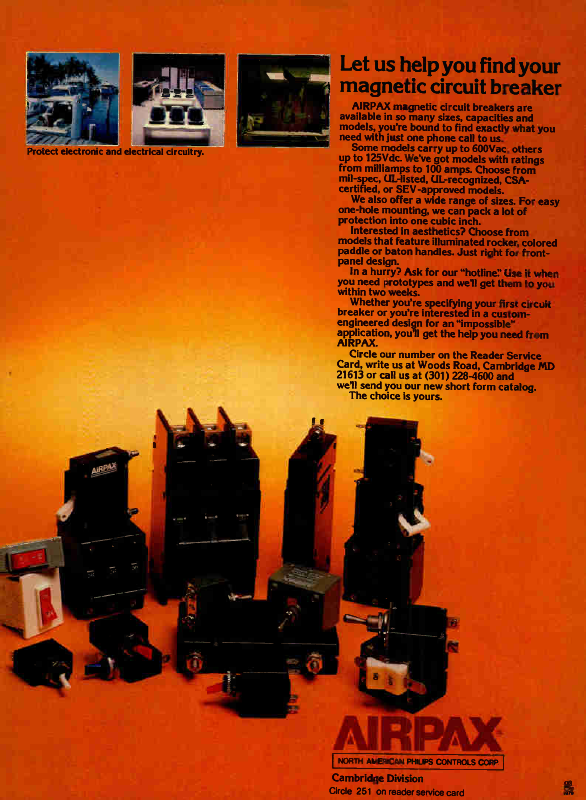 Let us help you find your
magnetic circuit breaker
AIRPAX magnetic circuit breakers are
available in so many sizes, capacities and
models, you're bound to find exactly what you
need with just one phone call to us.
Some models carry up to 600Vac, others
up to 125Vdc. We've got models with ratings
from milliamps to 100 amps. Choose from
mil-spec, UL-listed, UL-recognized, CSA-
certified, or SEV-approved models.
We also offer a wide range of sizes. For easy
one-hole mounting, we can pack a lot of
protection into one cubic inch.
Interested in aesthetics? Choose from
models that feature illuminated rocker, colored
paddle or baton handles. Just right for front-
panel design.
In a hurry? Ask for our "hotline." Use it when
you need prototypes and we'll get them to you
within two weeks.
Whether you're specifying your first circuit
breaker or you're interested in a custom-
engineered design for an "impossible"
application, you'll get the help you need from
AIRPAX.
Circle our number on the Reader Service
Card, write us at Woods Road, Cambridge MD
21613 or call us at (301) 228-4600 and
we'll send you our new short form catalog.
The choice is yours.
Protect electronic and electrical circuitry.
AIRPAX
AIRPAX®
NORTH AMERICAN PHILIPS CONTROLS CORP.
Cambridge Division
Circle 251 on reader service card